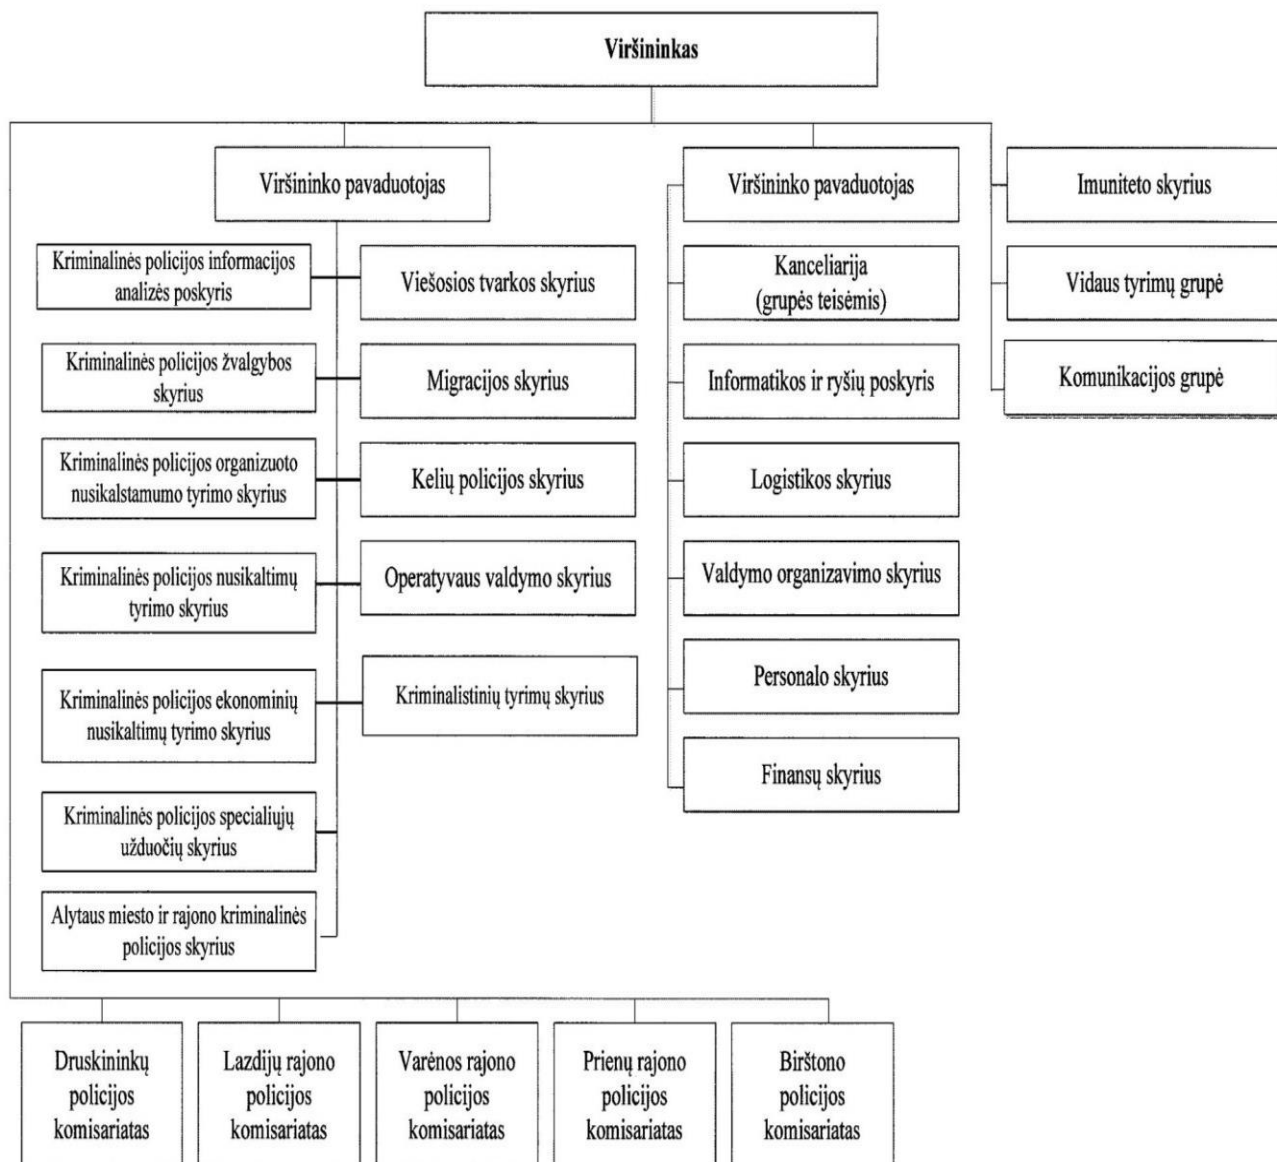 Viršininkas
Viršininko pavaduotojas
Kriminalinės policijos informacijos
analizės poskyris
Viešosios tvarkos skyrius
Kriminalinės policijos žvalgybos
skyrius
Migracijos skyrius
Kriminalinės policijos organizuoto
nusikalstamumo tyrimo skyrius
Kelių policijos skyrius
Kriminalinės policijos nusikaltimų
tyrimo skyrius
Operatyvaus valdymo skyrius
Kriminalinės policijos ekonominių
nusikaltimų tyrimo skyrius
Kriminalistinių tyrimų skyrius
Kriminalinės policijos specialiųjų
užduočių skyrius
Alytaus miesto ir rajono kriminalinės
policijos skyrius
Viršininko pavaduotojas
Kanceliarija
(grupės teisėmis)
Informatikos ir ryšių poskyris
Logistikos skyrius
Valdymo organizavimo skyrius
Personalo skyrius
Finansų skyrius
Imuniteto skyrius
Vidaus tyrimų grupė
Komunikacijos grupė
Druskininkų
policijos
komisariatas
Lazdijų rajono
policijos
komisariatas
Varėnos rajono
policijos
komisariatas
Prienų rajono
policijos
komisariatas
Birštono
policijos
komisariatas